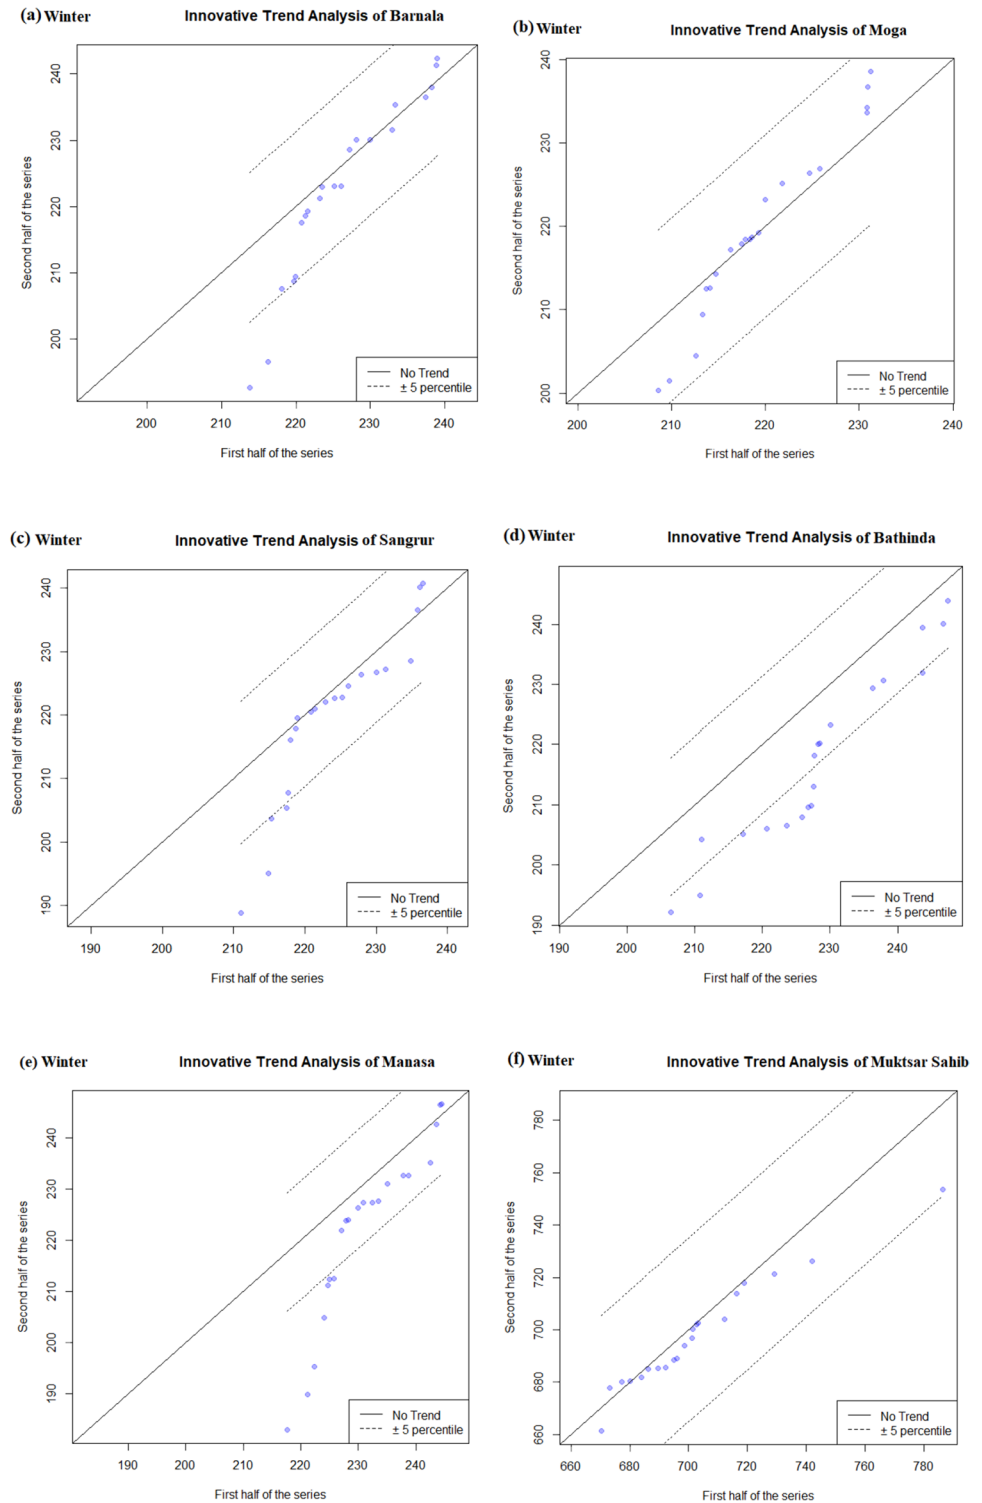 (a) Winter
Innovative Trend Analysis of Barnala
Second half of the series
240
230
220
210
200
No Trend
± 5 percentile
200 210 220 230 240
First half of the series
(b) Winter
Innovative Trend Analysis of Moga
Second half of the series
240
230
220
210
200
No Trend
± 5 percentile
200 210 220 230 240
First half of the series
(c) Winter
Innovative Trend Analysis of Sangrur
Second half of the series
240
230
220
210
200
190
No Trend
± 5 percentile
190 200 210 220 230 240
First half of the series
(d) Winter
Innovative Trend Analysis of Bathinda
Second half of the series
240
230
220
210
200
190
No Trend
± 5 percentile
190 200 210 220 230 240
First half of the series
(e) Winter
Innovative Trend Analysis of Manasa
Second half of the series
240
230
220
210
200
190
No Trend
± 5 percentile
190 200 210 220 230 240
First half of the series
(f) Winter
Innovative Trend Analysis of Muktsar Sahib
Second half of the series
780
760
740
720
700
680
660
No Trend
± 5 percentile
660 680 700 720 740 760 780
First half of the series